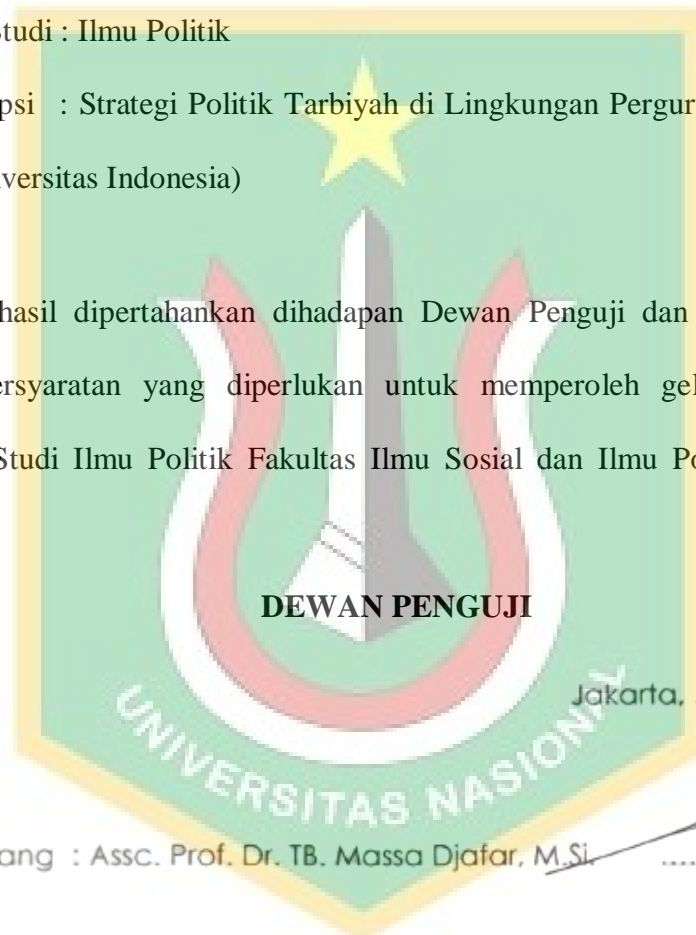 Studi : Ilmu Politik
psi : Strategi Politik Tarbiyah di Lingkungan Pergur
iversitas Indonesia)
hasil dipertahankan dihadapan Dewan Penguji dan
ersyaratan yang diperlukan untuk memperoleh gel
Studi Ilmu Politik Fakultas Ilmu Sosial dan Ilmu Po
DEWAN PENGUJI
Jakarta,
UNIVERSITAS NASIONAL
ang : Assc. Prof. Dr. TB. Massa Djafar, M.Si. .....